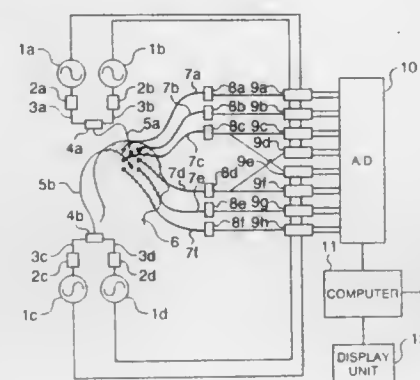 1a
1b
2a
2b
3a
3b
4a
5a
5b
4b
3c
3d
2c
2d
1c
1d
6
7a
7b
7c
7d
7e
7f
8a
9a
8b
9b
8c
9c
9d
9e
8d
9f
8e
9g
8f
9h
10
A/D
11
COMPUTER
DISPLAY
UNIT